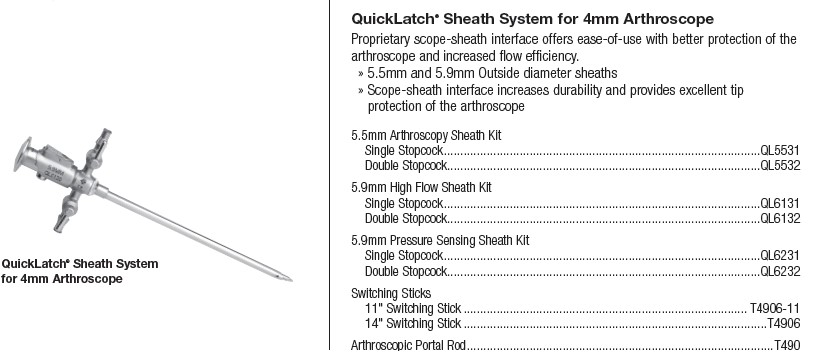 QuickLatch® Sheath System for 4mm Arthroscope
Proprietary scope-sheath interface offers ease-of-use with better protection of the
arthroscope and increased flow efficiency.
» 5.5mm and 5.9mm Outside diameter sheaths
» Scope-sheath interface increases durability and provides excellent tip
protection of the arthroscope
5.5mm Arthroscopy Sheath Kit
Single Stopcock....................QL5531
Double Stopcock....................QL5532
5.9mm High Flow Sheath Kit
Single Stopcock....................QL6131
Double Stopcock....................QL6132
5.9mm Pressure Sensing Sheath Kit
Single Stopcock....................QL6231
Double Stopcock....................QL6232
Switching Sticks
11" Switching Stick .................... T4906-11
14" Switching Stick ....................T4906
Arthroscopic Portal Rod....................T490
QuickLatch® Sheath System
for 4mm Arthroscope